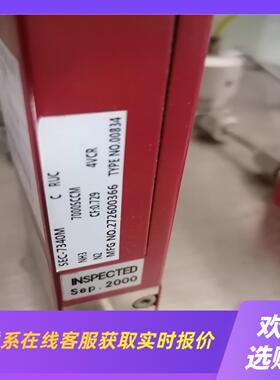 SEC-7340M C RUC
7000SCCM 4VCR
NH3
N2 CF0.729
MFG NO.272600366 TYPE NO.00834
INSPECTED
Sep.2000
联系在线客服获取实时报价
欢
选购